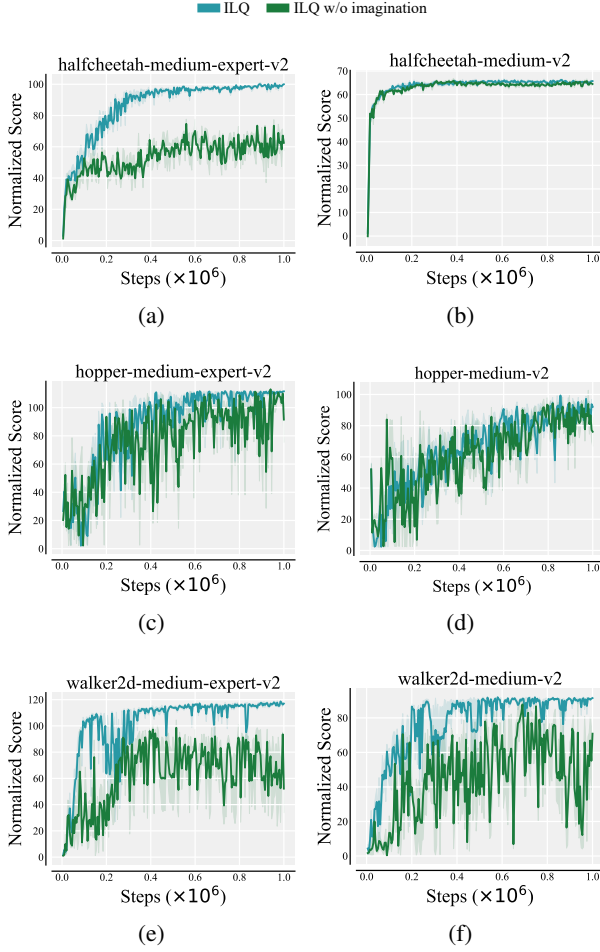 ILQ ILQ w/o imagination
halfcheetah-medium-expert-v2
100
80
60
40
20
0
Normalized Score
0.0 0.2 0.4 0.6 0.8 1.0
Steps (×10⁶)
(a)
halfcheetah-medium-v2
70
60
50
40
30
20
10
0
Normalized Score
0.0 0.2 0.4 0.6 0.8 1.0
Steps (×10⁶)
(b)
hopper-medium-expert-v2
100
80
60
40
20
0
Normalized Score
0.0 0.2 0.4 0.6 0.8 1.0
Steps (×10⁶)
(c)
hopper-medium-v2
100
80
60
40
20
0
Normalized Score
0.0 0.2 0.4 0.6 0.8 1.0
Steps (×10⁶)
(d)
walker2d-medium-expert-v2
120
100
80
60
40
20
0
Normalized Score
0.0 0.2 0.4 0.6 0.8 1.0
Steps (×10⁶)
(e)
walker2d-medium-v2
80
60
40
20
0
Normalized Score
0.0 0.2 0.4 0.6 0.8 1.0
Steps (×10⁶)
(f)